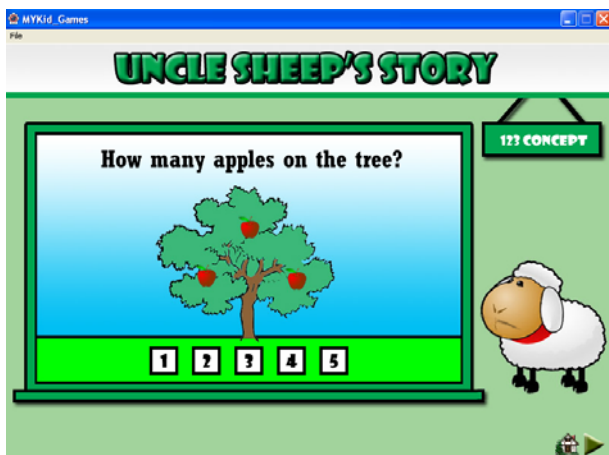 MYKid_Games
File
UNCLE SHEEP'S STORY
123 CONCEPT
How many apples on the tree?
1 2 3 4 5